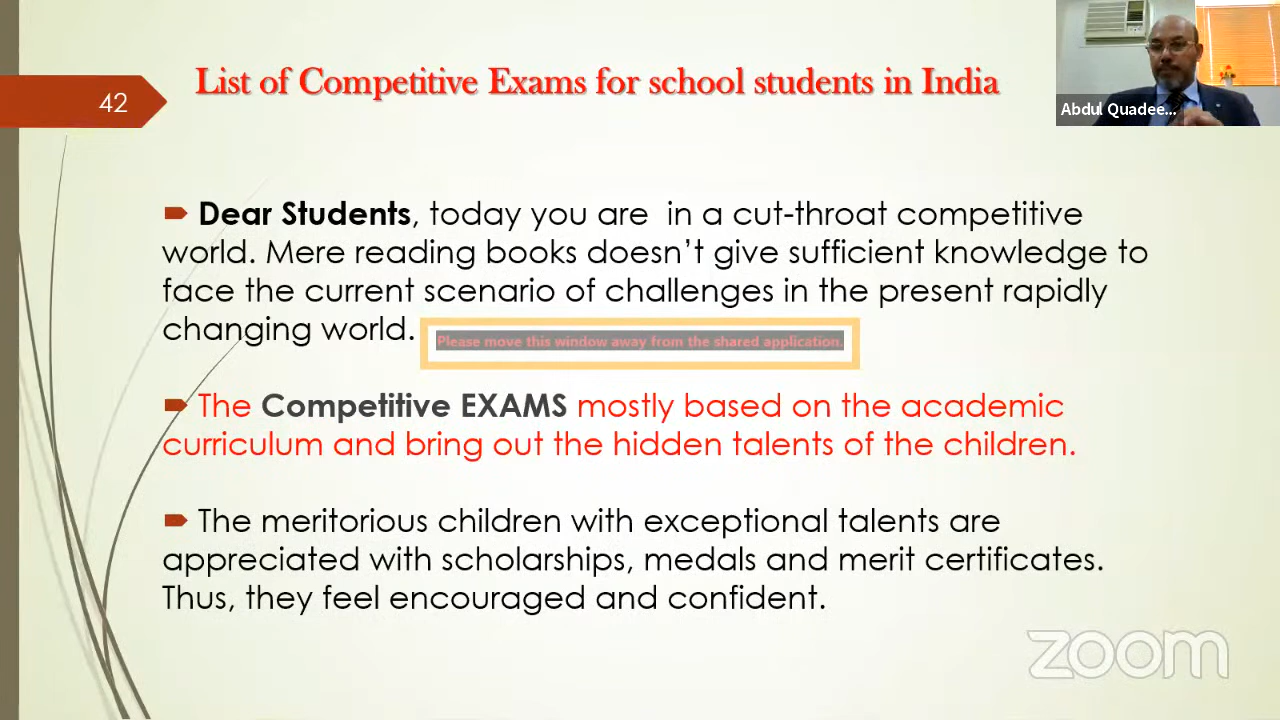 List of Competitive Exams for school students in India
42
Abdul Quadee...
Dear Students, today you are in a cut-throat competitive
world. Mere reading books doesn't give sufficient knowledge to
face the current scenario of challenges in the present rapidly
changing world.
Please move this window away from the shared application.
The Competitive EXAMS mostly based on the academic
curriculum and bring out the hidden talents of the children.
The meritorious children with exceptional talents are
appreciated with scholarships, medals and merit certificates.
Thus, they feel encouraged and confident.
zoom